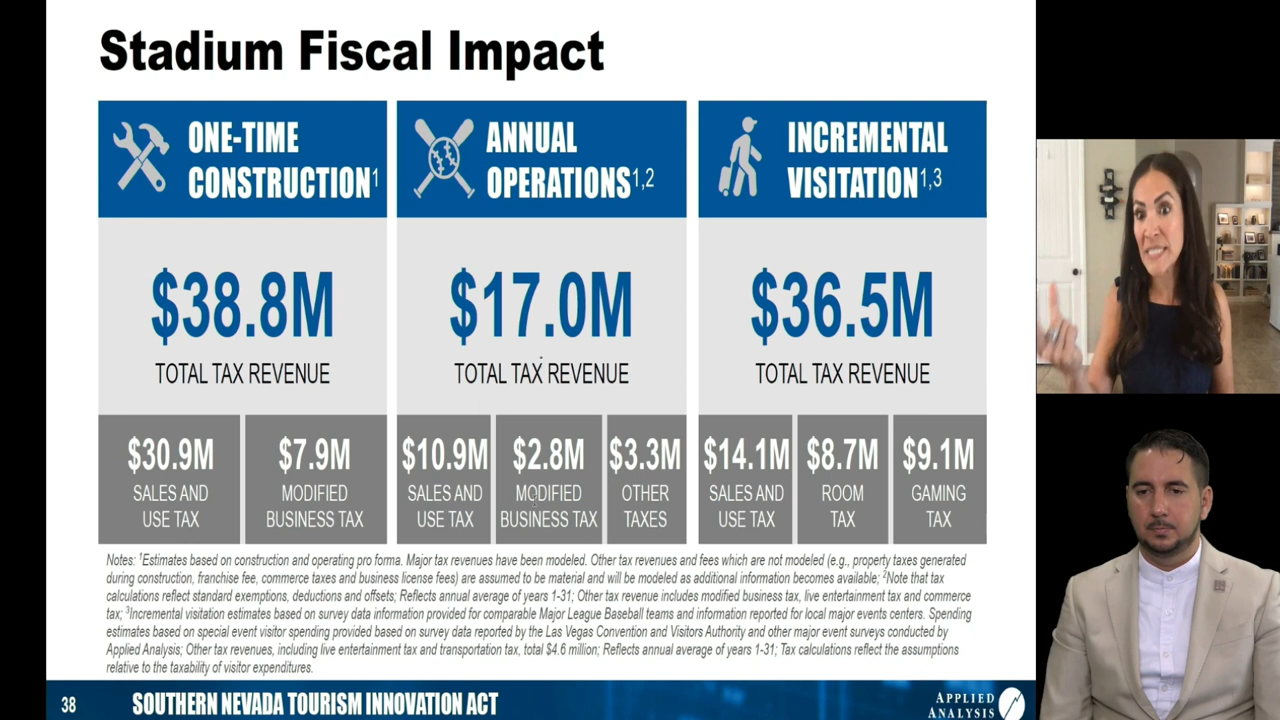 Stadium Fiscal Impact
ONE-TIME
CONSTRUCTION1
ANNUAL
OPERATIONS1,2
INCREMENTAL
VISITATION1,3
$38.8M
TOTAL TAX REVENUE
$17.0M
TOTAL TAX REVENUE
$36.5M
TOTAL TAX REVENUE
$30.9M
SALES AND
USE TAX
$7.9M
MODIFIED
BUSINESS TAX
$10.9M
SALES AND
USE TAX
$2.8M
MODIFIED
BUSINESS TAX
$3.3M
OTHER
TAXES
$14.1M
SALES AND
USE TAX
$8.7M
ROOM
TAX
$9.1M
GAMING
TAX
Notes: 1Estimates based on construction and operating pro forma. Major tax revenues have been modeled. Other tax revenues and fees which are not modeled (e.g., property taxes generated
during construction, franchise fee, commerce taxes and business license fees) are assumed to be material and will be modeled as additional information becomes available; 2Note that tax
calculations reflect standard exemptions, deductions and offsets; Reflects annual average of years 1-31; Other tax revenue includes modified business tax, live entertainment tax and commerce
tax; 3Incremental visitation estimates based on survey data information provided for comparable Major League Baseball teams and information reported for local major events centers. Spending
estimates based on special event visitor spending provided based on survey data reported by the Las Vegas Convention and Visitors Authority and other major event surveys conducted by
Applied Analysis; Other tax revenues, including live entertainment tax and transportation tax, total $4.6 million; Reflects annual average of years 1-31; Tax calculations reflect the assumptions
relative to the taxability of visitor expenditures.
38
SOUTHERN NEVADA TOURISM INNOVATION ACT
APPLIED
ANALYSIS